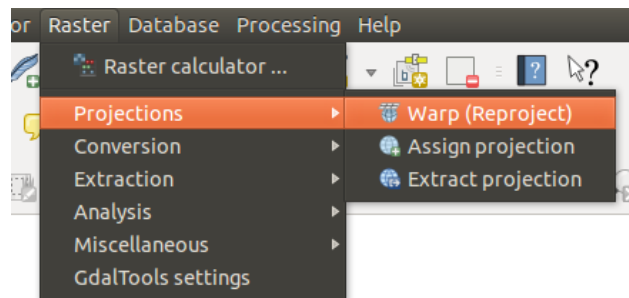 or Raster Database Processing Help
Raster calculator ...
Projections
Warp (Reproject)
Conversion
Assign projection
Extraction
Extract projection
Analysis
Miscellaneous
GdalTools settings